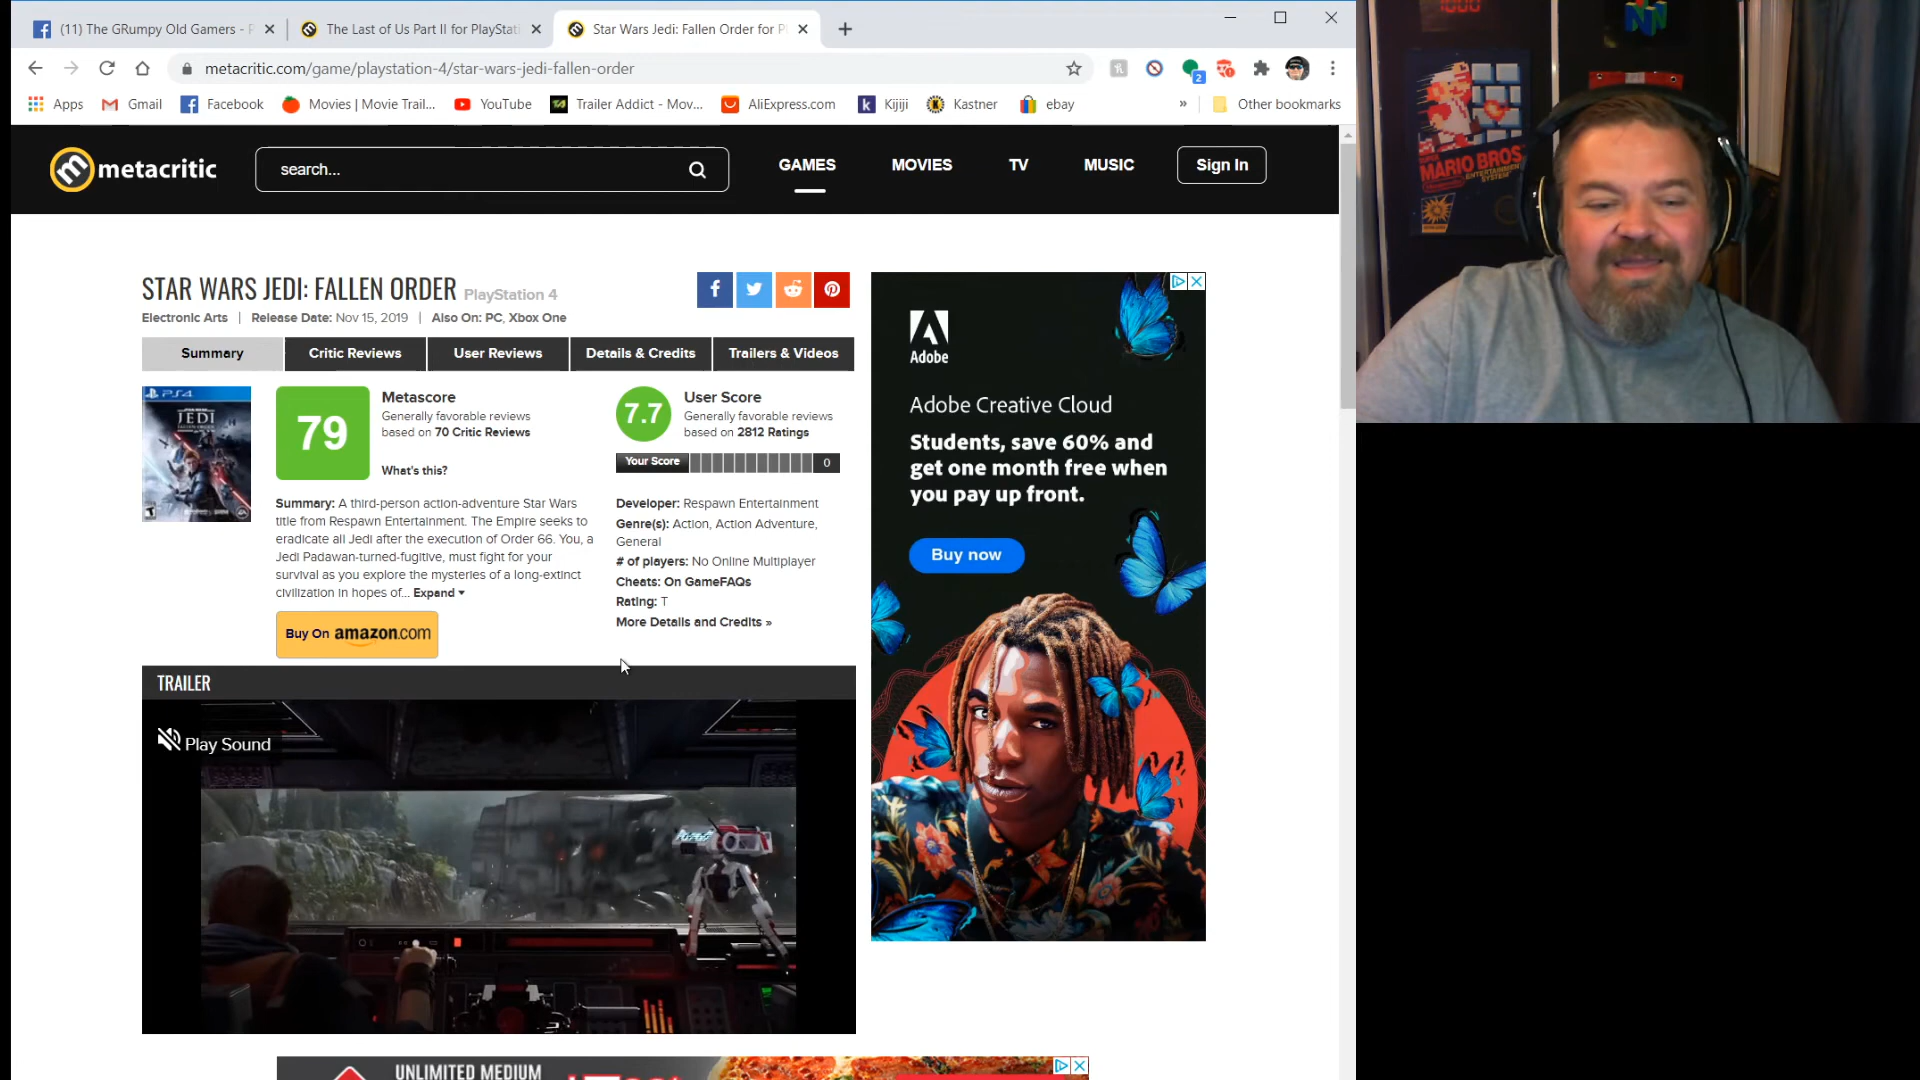 (11) The GRumpy Old Gamers - F
The Last of Us Part II for PlayStati
Star Wars Jedi: Fallen Order for Pl
metacritic.com/game/playstation-4/star-wars-jedi-fallen-order
2
Apps
Gmail
Facebook
Movies | Movie Trail...
YouTube
Trailer Addict - Mov...
AliExpress.com
Kijiji
Kastner
ebay
»
Other bookmarks
metacritic
search...
GAMES
MOVIES
TV
MUSIC
Sign In
STAR WARS JEDI: FALLEN ORDER PlayStation 4
Electronic Arts | Release Date: Nov 15, 2019 | Also On: PC, Xbox One
Summary
Critic Reviews
User Reviews
Details & Credits
Trailers & Videos
PS4
JEDI
FALLEN ORDER
79
Metascore
Generally favorable reviews
based on 70 Critic Reviews
What's this?
7.7
User Score
Generally favorable reviews
based on 2812 Ratings
Your Score
0
Summary: A third-person action-adventure Star Wars
title from Respawn Entertainment. The Empire seeks to
eradicate all Jedi after the execution of Order 66. You, a
Jedi Padawan-turned-fugitive, must fight for your
survival as you explore the mysteries of a long-extinct
civilization in hopes of... Expand
Buy On amazon.com
Developer: Respawn Entertainment
Genre(s): Action, Action Adventure,
General
# of players: No Online Multiplayer
Cheats: On GameFAQs
Rating: T
More Details and Credits »
TRAILER
Play Sound
Adobe
Adobe Creative Cloud
Students, save 60% and
get one month free when
you pay up front.
Buy now
UNLIMITED MEDIUM
SUPER
MARIO BROS.
ENTERTAINMENT
SYSTEM